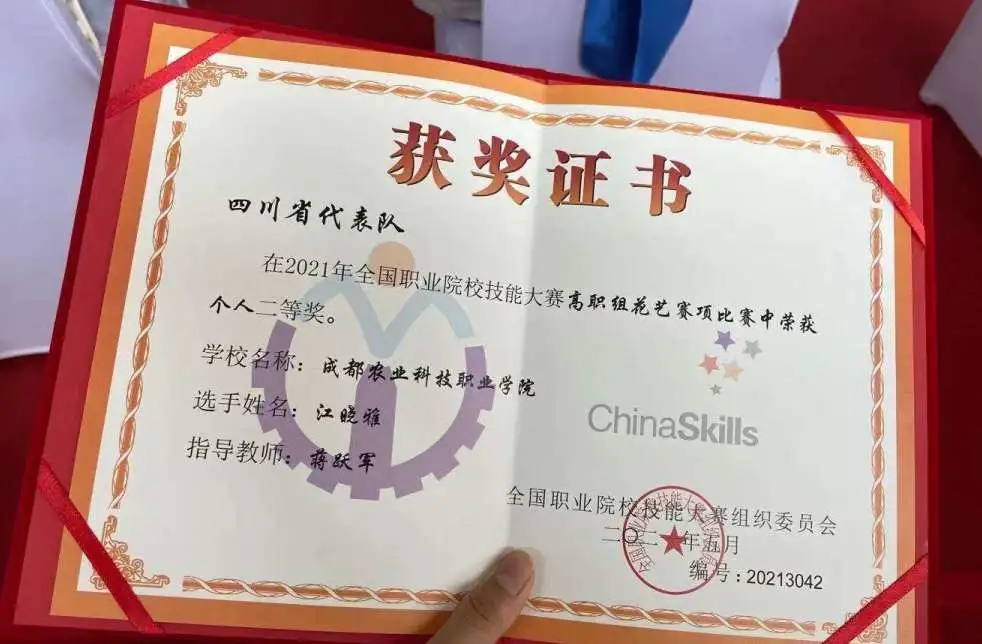 获奖证书
四川省代表队
在2021年全国职业院校技能大赛高职组花艺赛项比赛中荣获
个人二等奖。
学校名称：成都农业科技职业学院
选手姓名：江晓雅
指导教师：蒋跃军
ChinaSkills
全国职业院校技能大赛组织委员会
二〇二一年五月
编号：20213042